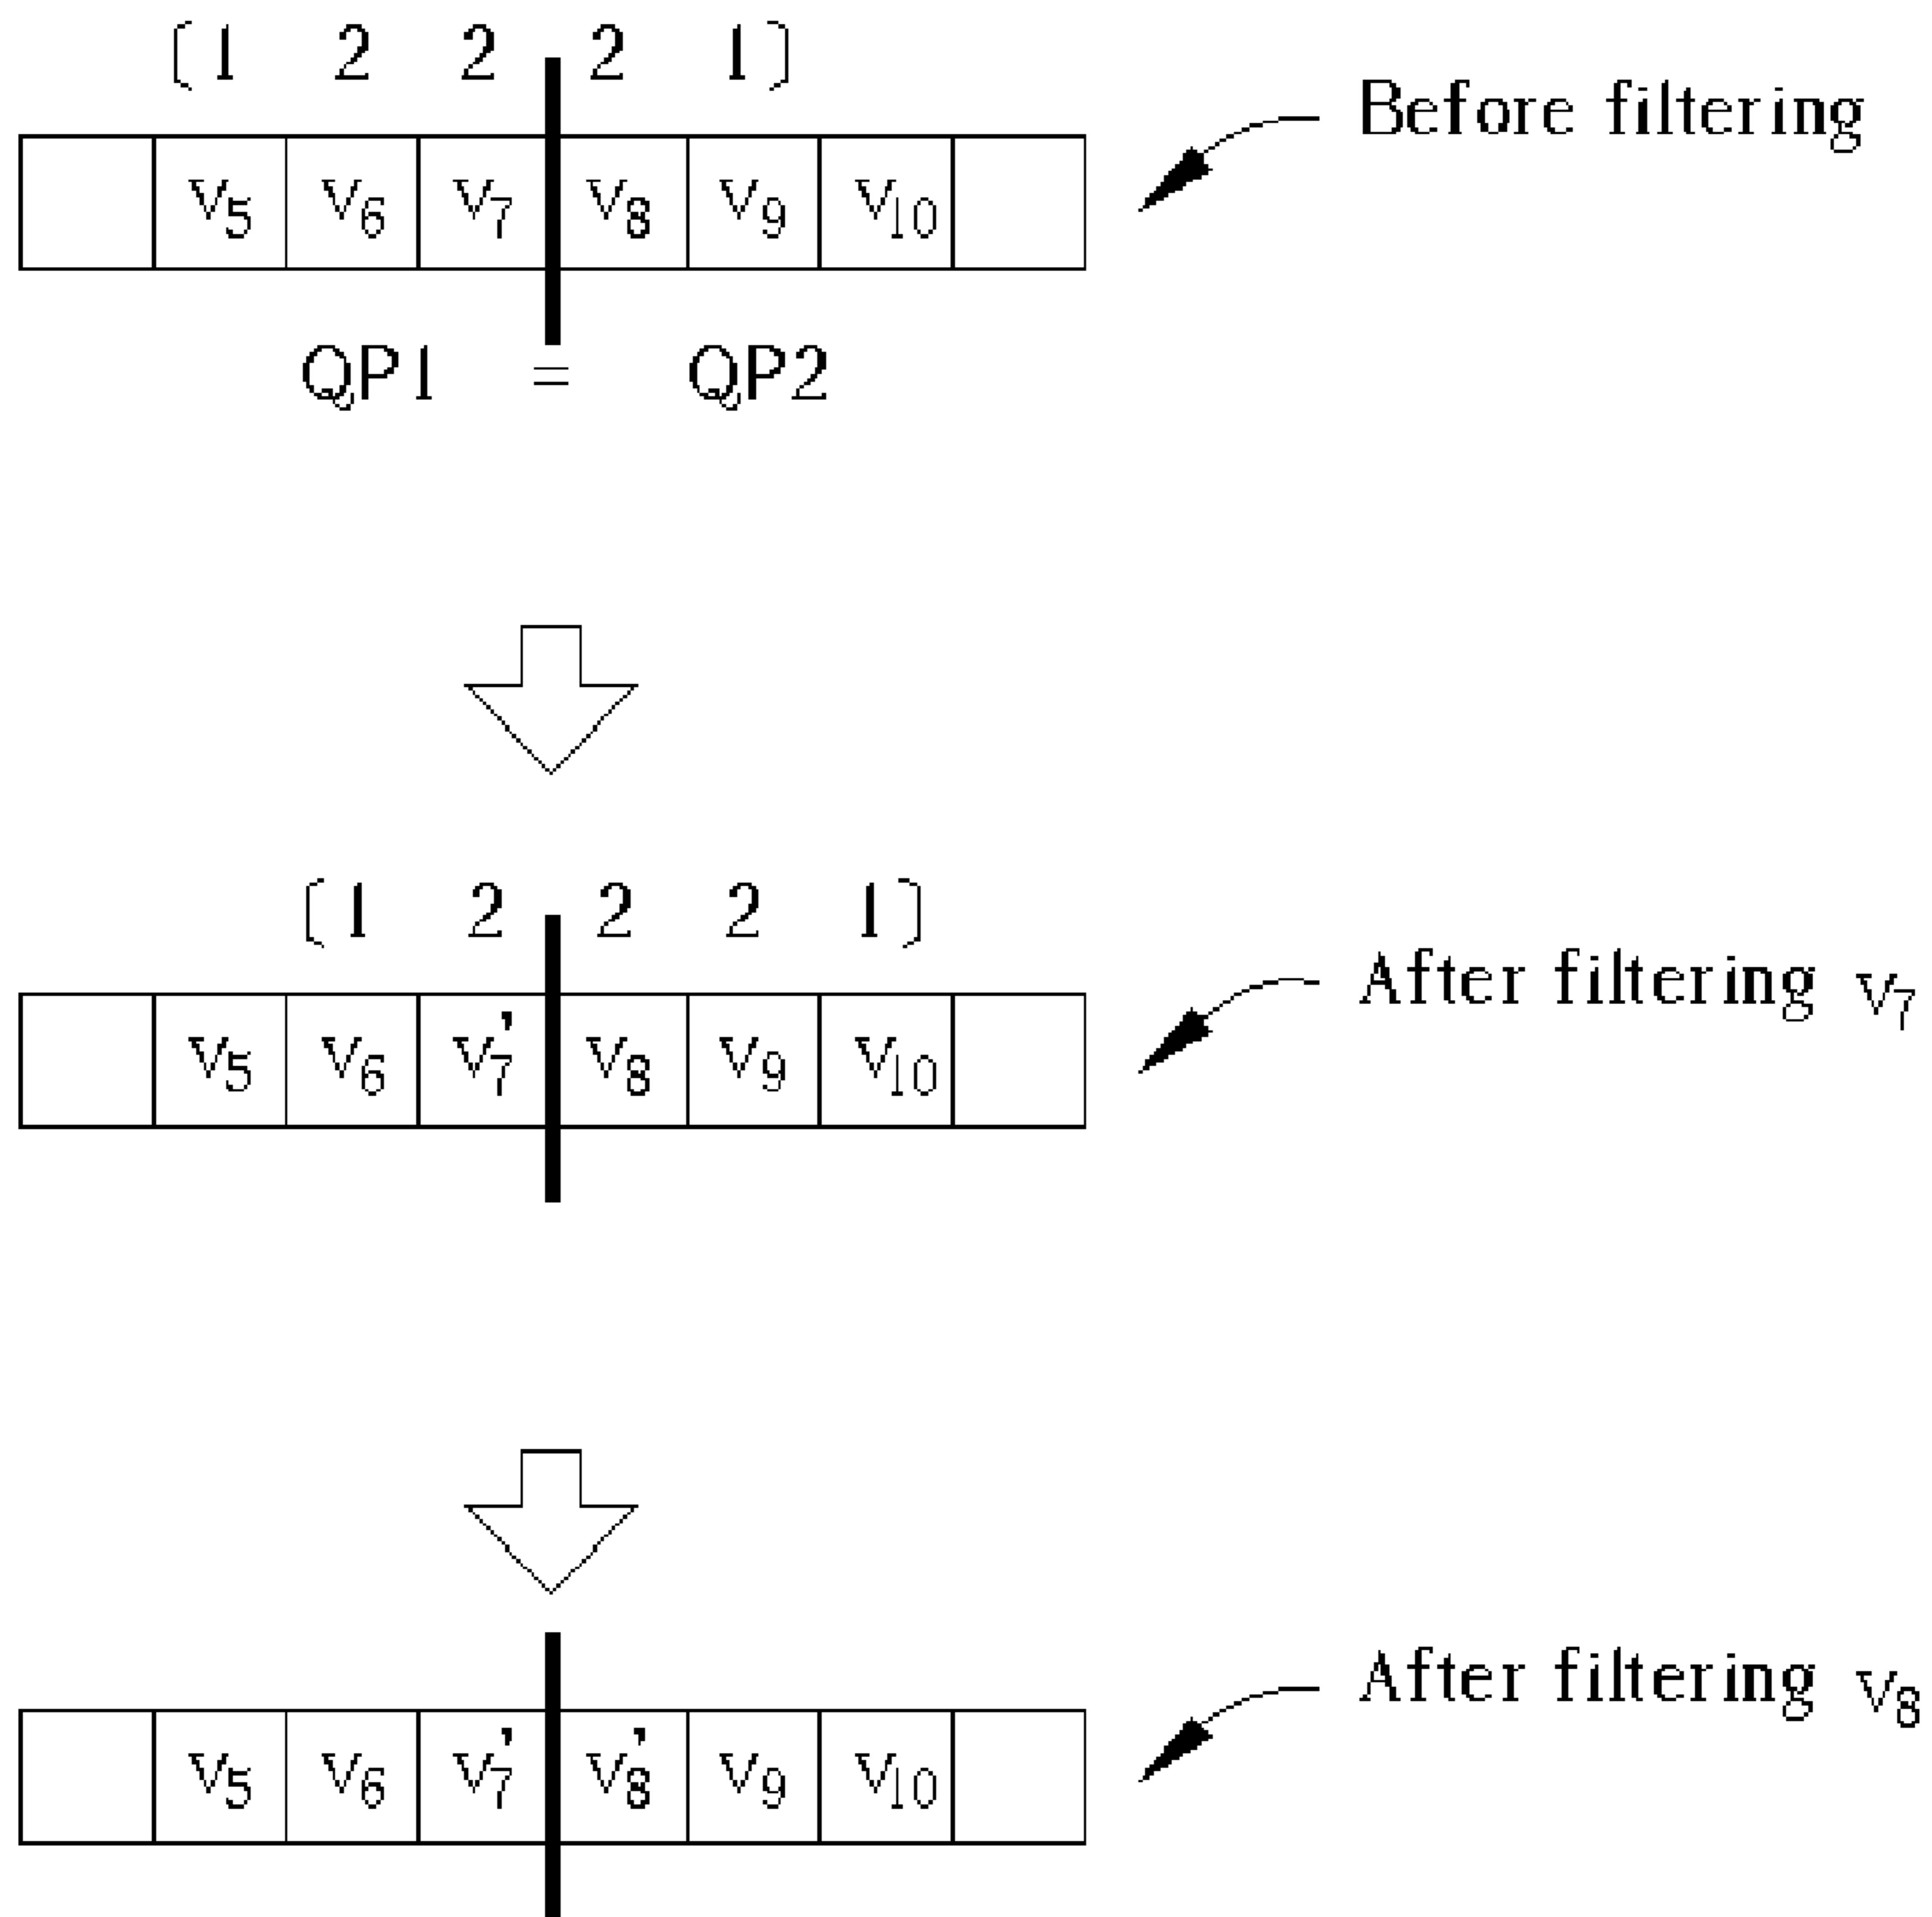 (1 2 2 2 1)
Before filtering
V5 V6 V7 V8 V9 V10
QP1 = QP2
(1 2 2 2 1)
After filtering V7
V5 V6 V7' V8 V9 V10
After filtering V8
V5 V6 V7' V8' V9 V10